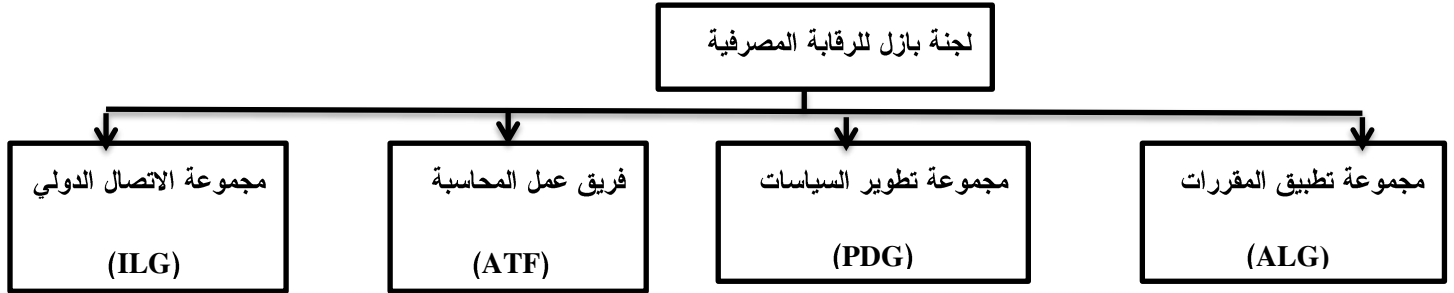 لجنة بازل للرقابة المصرفية
مجموعة تطبيق المقررات
(ALG)
مجموعة تطوير السياسات
(PDG)
فريق عمل المحاسبة
(ATF)
مجموعة الاتصال الدولي
(ILG)